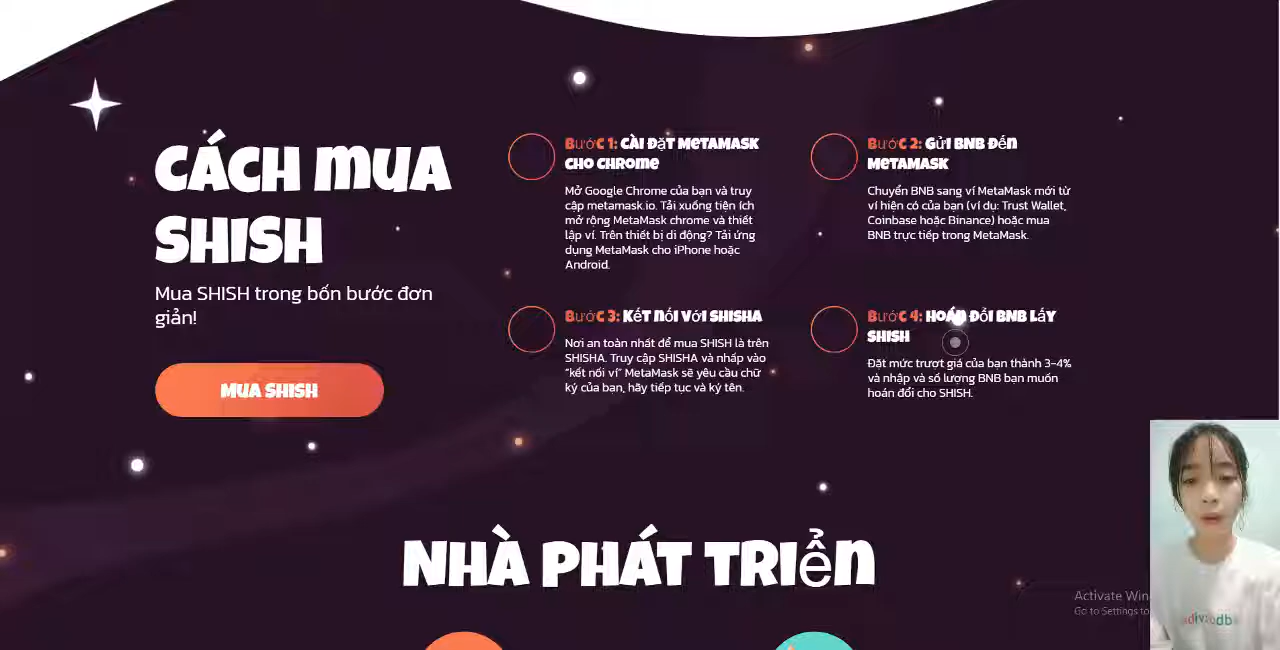 CÁCH MUA
SHISH
Mua SHISH trong bốn bước đơn
giản!
MUA SHISH
BƯỚC 1: CÀI ĐẶT METAMASK
CHO CHROME
Mở Google Chrome của bạn và truy
cập metamask.io. Tải xuống tiện ích
mở rộng MetaMask chrome và thiết
lập ví. Trên thiết bị di động? Tải ứng
dụng MetaMask cho iPhone hoặc
Android.
BƯỚC 2: GỬI BNB ĐẾN
METAMASK
Chuyển BNB sang ví MetaMask mới từ
ví hiện có của bạn (ví dụ: Trust Wallet,
Coinbase hoặc Binance) hoặc mua
BNB trực tiếp trong MetaMask.
BƯỚC 3: KẾT NỐI VỚI SHISHA
Nơi an toàn nhất để mua SHISH là trên
SHISHA. Truy cập SHISHA và nhấp vào
“kết nối ví” MetaMask sẽ yêu cầu chữ
ký của bạn, hãy tiếp tục và ký tên.
BƯỚC 4: HOÁN ĐỔI BNB LẤY
SHISH
Đặt mức trượt giá của bạn thành 3-4%
và nhập và số lượng BNB bạn muốn
hoán đổi cho SHISH.
NHÀ PHÁT TRIỂN
Activate Win
Go to Settings to